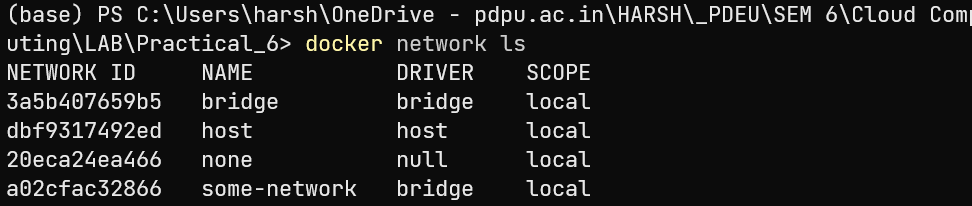 (base) PS C:\Users\harsh\OneDrive - pdpu.ac.in\HARSH\_PDEU\SEM 6\Cloud Comp
uting\LAB\Practical_6> docker network ls
NETWORK ID     NAME           DRIVER    SCOPE
3a5b407659b5   bridge         bridge    local
dbf9317492ed   host           host      local
20eca24ea466   none           null      local
a02cfac32866   some-network   bridge    local